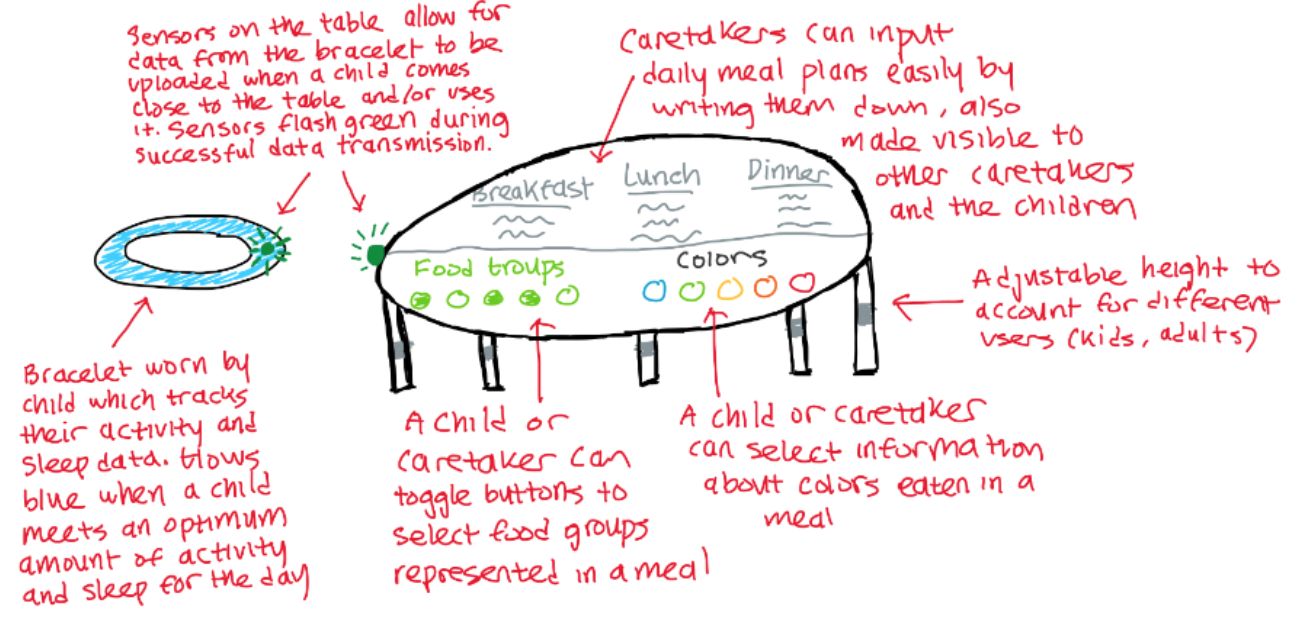 Sensors on the table allow for
data from the bracelet to be
uploaded when a child comes
close to the table and/or uses
it. Sensors flash green during
successful data transmission.
Caretakers can input
daily meal plans easily by
writing them down, also
made visible to
other caretakers
and the children
Breakfast
Lunch
Dinner
Food Groups
Colors
Adjustable height to
account for different
users (kids, adults)
Bracelet worn by
child which tracks
their activity and
sleep data. Glows
blue when a child
meets an optimum
amount of activity
and sleep for the day
A child or
caretaker can
toggle buttons to
select food groups
represented in a meal
A child or caretaker
can select information
about colors eaten in a
meal